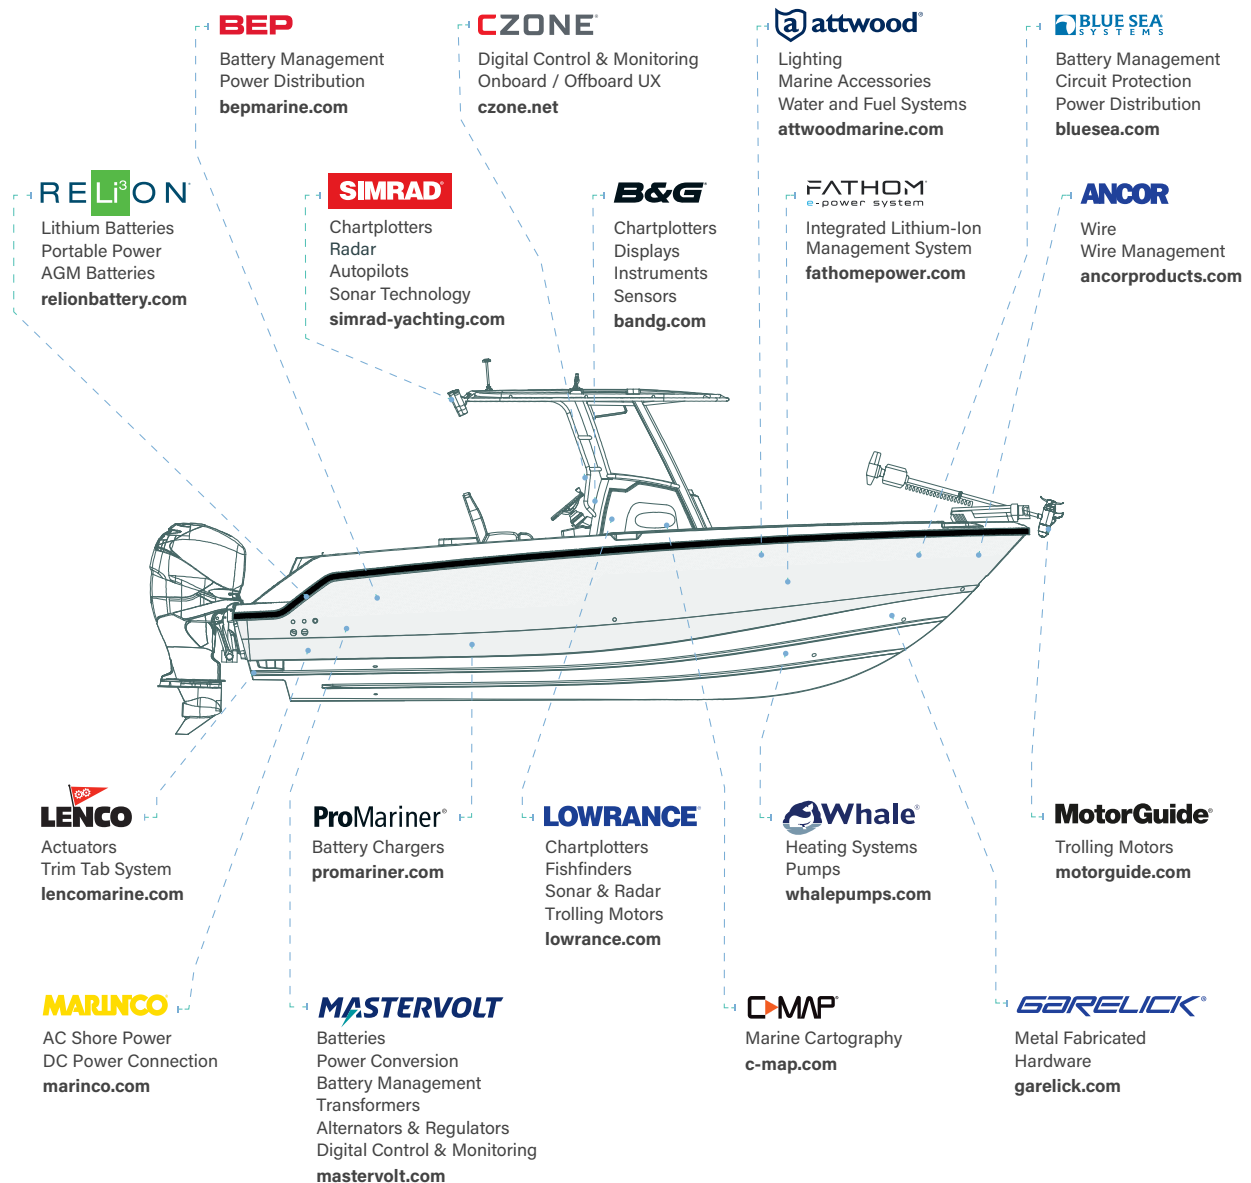 BEP
Battery Management
Power Distribution
bepmarine.com
CZONE®
Digital Control & Monitoring
Onboard / Offboard UX
czone.net
a attwood®
Lighting
Marine Accessories
Water and Fuel Systems
attwoodmarine.com
BLUE SEA
SYSTEMS
Battery Management
Circuit Protection
Power Distribution
bluesea.com
RELi³ON
Lithium Batteries
Portable Power
AGM Batteries
relionbattery.com
SIMRAD
Chartplotters
Radar
Autopilots
Sonar Technology
simrad-yachting.com
B&G
Chartplotters
Displays
Instruments
Sensors
bandg.com
FATHOM
e-power system
Integrated Lithium-Ion
Management System
fathomepower.com
ANCOR
Wire
Wire Management
ancorproducts.com
LENCO
Actuators
Trim Tab System
lencomarine.com
ProMariner®
Battery Chargers
promariner.com
LOWRANCE
Chartplotters
Fishfinders
Sonar & Radar
Trolling Motors
lowrance.com
Whale®
Heating Systems
Pumps
whalepumps.com
MotorGuide®
Trolling Motors
motorguide.com
MARINCO
AC Shore Power
DC Power Connection
marinco.com
MASTERVOLT
Batteries
Power Conversion
Battery Management
Transformers
Alternators & Regulators
Digital Control & Monitoring
mastervolt.com
C-MAP®
Marine Cartography
c-map.com
GARELICK®
Metal Fabricated
Hardware
garelick.com